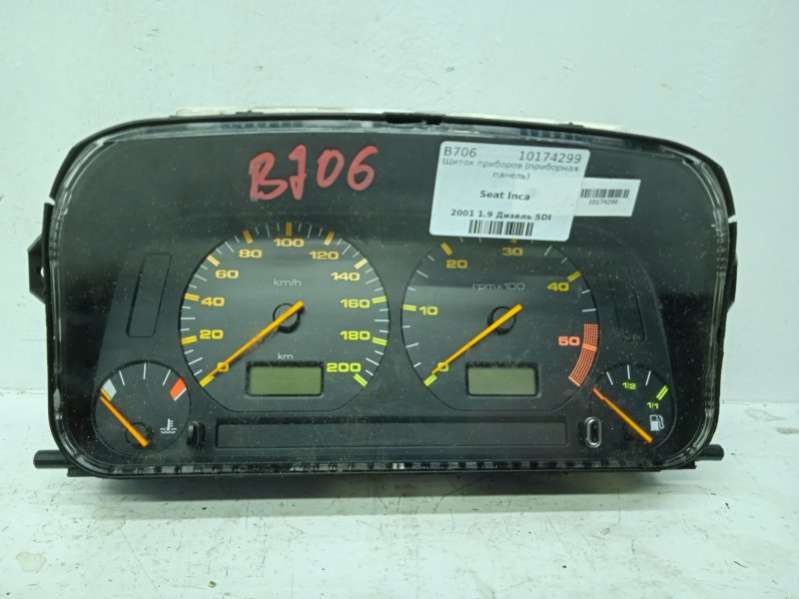 B706
B706 10174299
Щиток приборов (приборная
панель)
Seat Inca
2001 1.9 Дизель SDI
10174299
0 20 40 60 80 100 120 140 160 180 200
km/h
km
0 10 20 30 40 50
rpm x 100
1/2
1/1